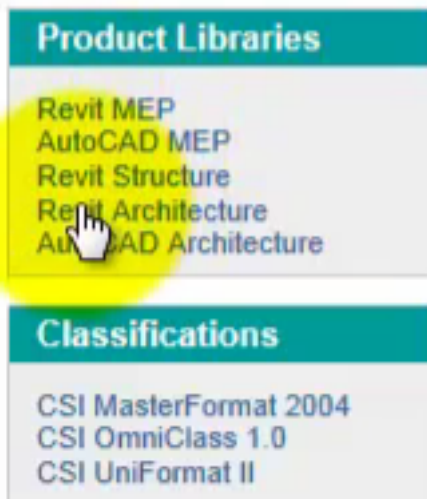 Product Libraries
Revit MEP
AutoCAD MEP
Revit Structure
Revit Architecture
AutoCAD Architecture
Classifications
CSI MasterFormat 2004
CSI OmniClass 1.0
CSI UniFormat II